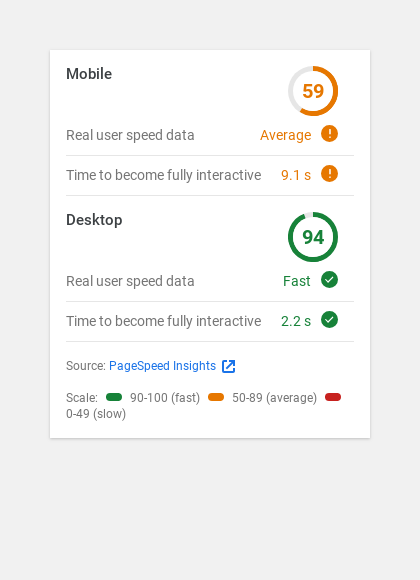 Mobile
59
Real user speed data Average
Time to become fully interactive 9.1 s
Desktop
94
Real user speed data Fast
Time to become fully interactive 2.2 s
Source: PageSpeed Insights
Scale: 90-100 (fast) 50-89 (average)
0-49 (slow)